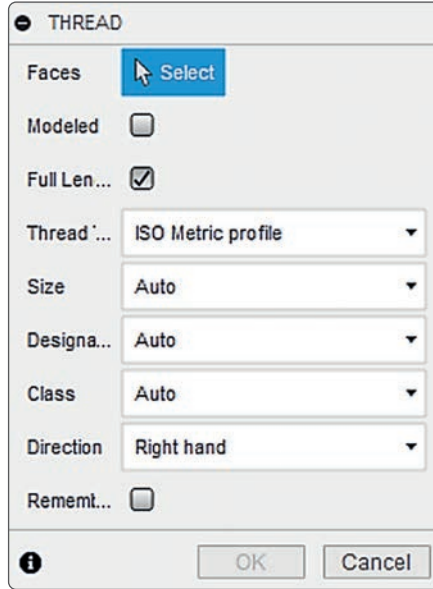 THREAD
Faces Select
Modeled
Full Len...
Thread T... ISO Metric profile
Size Auto
Designa... Auto
Class Auto
Direction Right hand
Rememt...
OK Cancel